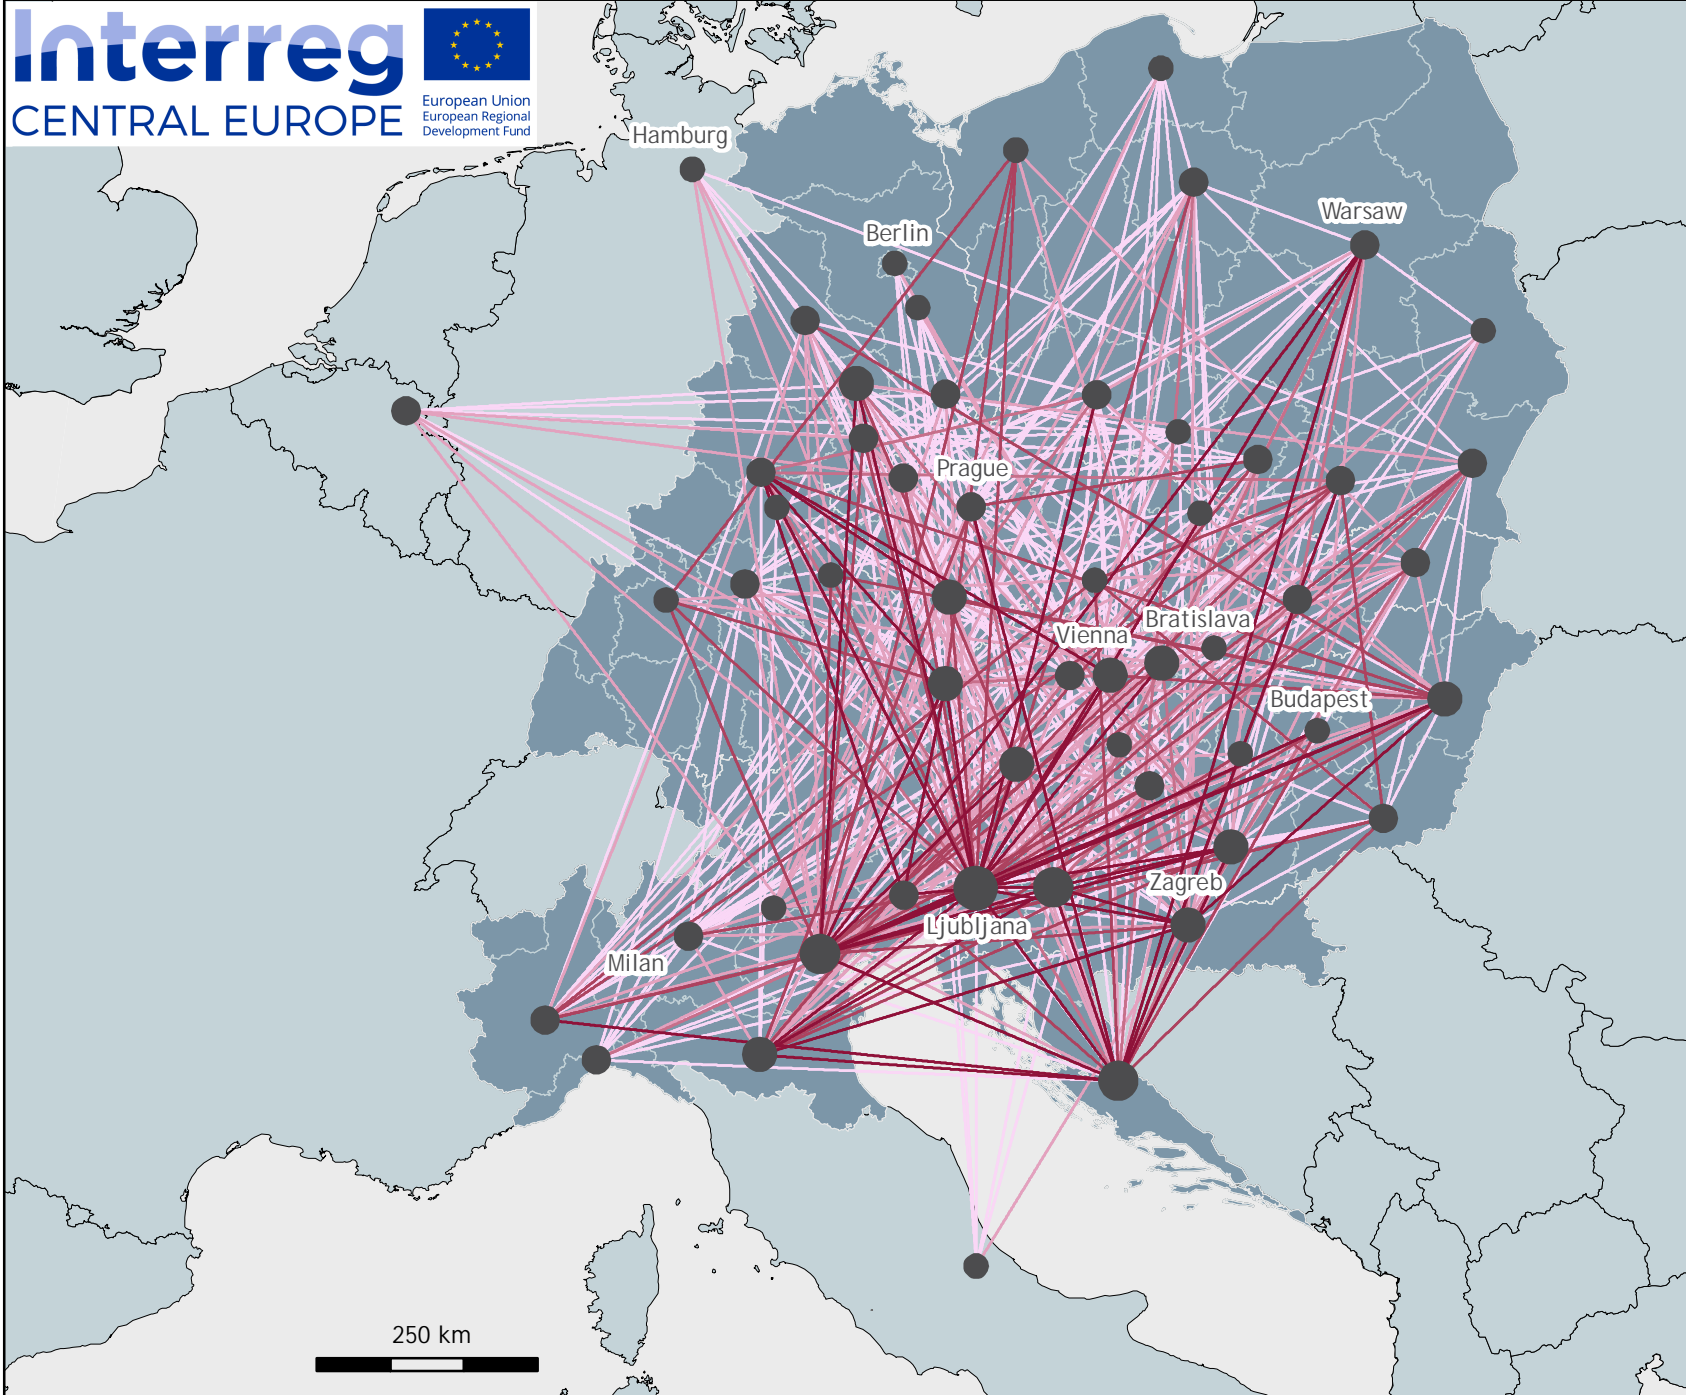 Interreg
CENTRAL EUROPE
European Union
European Regional
Development Fund
Hamburg
Berlin
Warsaw
Prague
Vienna
Bratislava
Budapest
Zagreb
Ljubljana
Milan
250 km